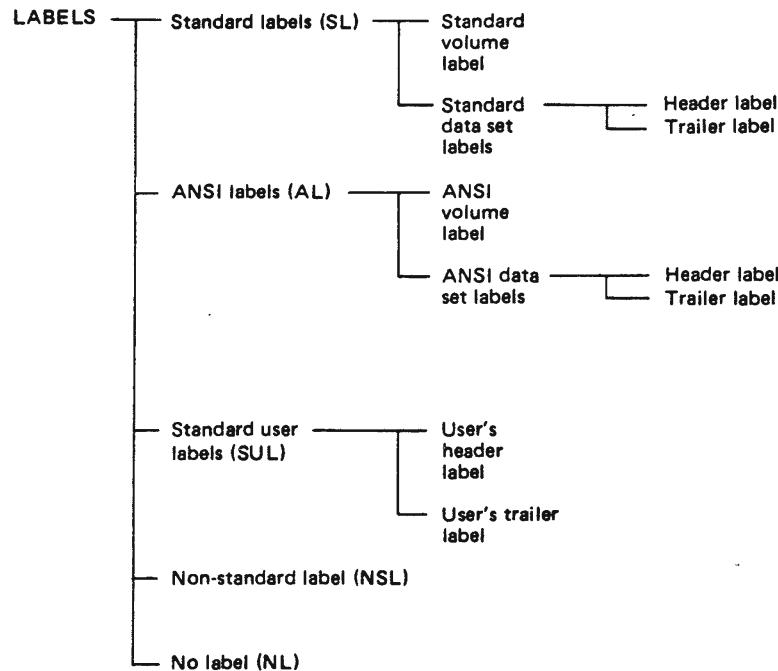 LABELS
Standard labels (SL)
Standard
volume
label
Standard
data set
labels
Header label
Trailer label
ANSI labels (AL)
ANSI
volume
label
ANSI data
set labels
Header label
Trailer label
Standard user
labels (SUL)
User's
header
label
User's trailer
label
Non-standard label (NSL)
No label (NL)